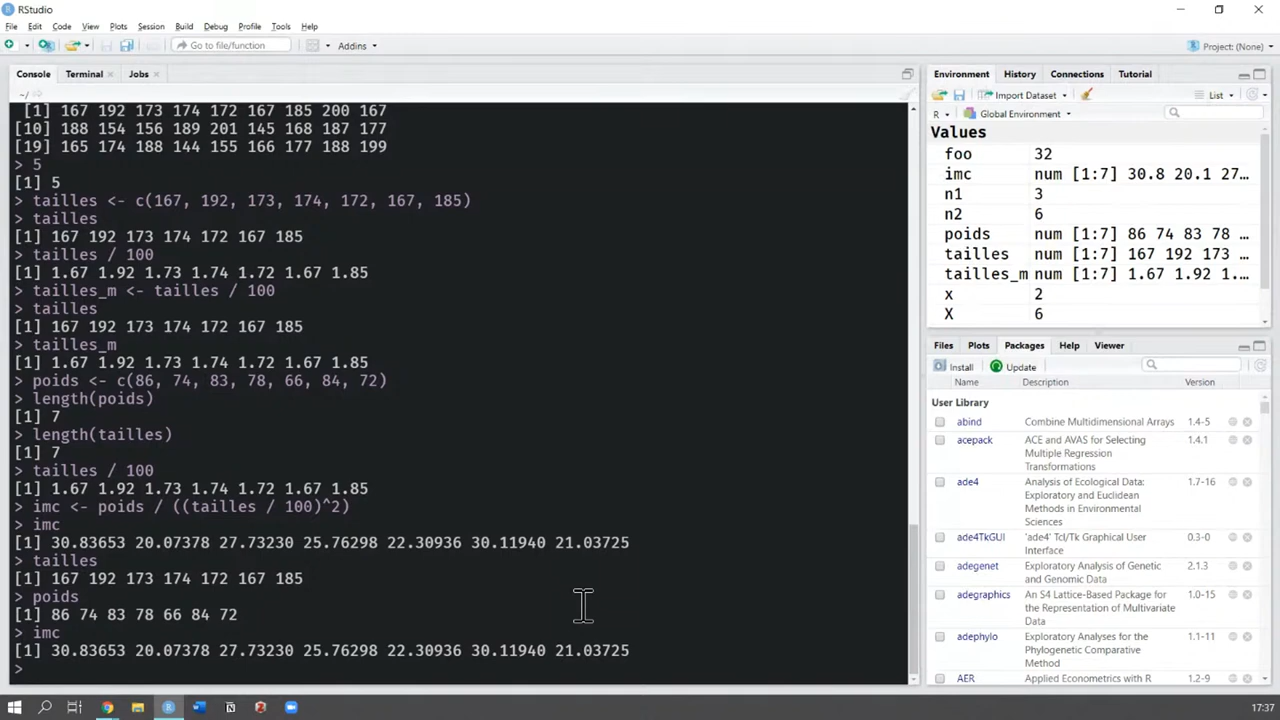 RStudio
File Edit Code View Plots Session Build Debug Profile Tools Help
Go to file/function Addins Project: (None)
Console Terminal Jobs
~/
[1] 167 192 173 174 172 167 185 200 167
[10] 188 154 156 189 201 145 168 187 177
[19] 165 174 188 144 155 166 177 188 199
> 5
[1] 5
> tailles <- c(167, 192, 173, 174, 172, 167, 185)
> tailles
[1] 167 192 173 174 172 167 185
> tailles / 100
[1] 1.67 1.92 1.73 1.74 1.72 1.67 1.85
> tailles_m <- tailles / 100
> tailles
[1] 167 192 173 174 172 167 185
> tailles_m
[1] 1.67 1.92 1.73 1.74 1.72 1.67 1.85
> poids <- c(86, 74, 83, 78, 66, 84, 72)
> length(poids)
[1] 7
> length(tailles)
[1] 7
> tailles / 100
[1] 1.67 1.92 1.73 1.74 1.72 1.67 1.85
> imc <- poids / ((tailles / 100)^2)
> imc
[1] 30.83653 20.07378 27.73230 25.76298 22.30936 30.11940 21.03725
> tailles
[1] 167 192 173 174 172 167 185
> poids
[1] 86 74 83 78 66 84 72
> imc
[1] 30.83653 20.07378 27.73230 25.76298 22.30936 30.11940 21.03725
>
Environment History Connections Tutorial
Import Dataset List
R Global Environment
Values
foo 32
imc num [1:7] 30.8 20.1 27…
n1 3
n2 6
poids num [1:7] 86 74 83 78 …
tailles num [1:7] 167 192 173 …
tailles_m num [1:7] 1.67 1.92 1.…
x 2
X 6
Files Plots Packages Help Viewer
Install Update
Name Description Version
User Library
abind Combine Multidimensional Arrays 1.4-5
acepack ACE and AVAS for Selecting 1.4.1
Multiple Regression
Transformations
ade4 Analysis of Ecological Data: 1.7-16
Exploratory and Euclidean
Methods in Environmental
Sciences
ade4TkGUI 'ade4' Tcl/Tk Graphical User 0.3-0
Interface
adegenet Exploratory Analysis of Genetic 2.1.3
and Genomic Data
adegraphics An S4 Lattice-Based Package for 1.0-15
the Representation of Multivariate
Data
adephylo Exploratory Analyses for the 1.1-11
Phylogenetic Comparative
Method
AER Applied Econometrics with R 1.2-9
17:37